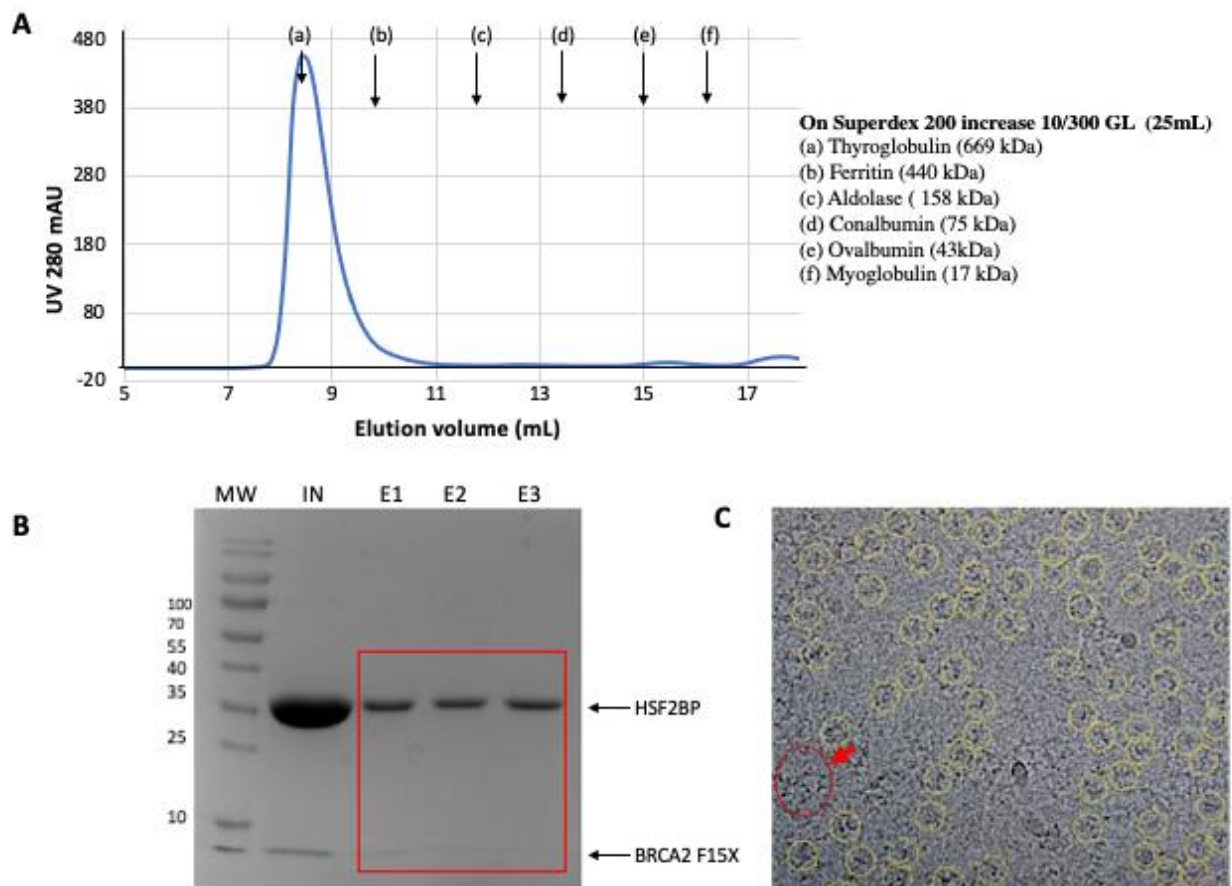 A
480
380
280
180
80
-20
UV 280 mAU
(a) (b) (c) (d) (e) (f)
5 7 9 11 13 15 17
Elution volume (mL)
On Superdex 200 increase 10/300 GL (25mL)
(a) Thyroglobulin (669 kDa)
(b) Ferritin (440 kDa)
(c) Aldolase ( 158 kDa)
(d) Conalbumin (75 kDa)
(e) Ovalbumin (43kDa)
(f) Myoglobulin (17 kDa)
B
MW IN E1 E2 E3
100
70
55
40
35
25
10
HSF2BP
BRCA2 F15X
C